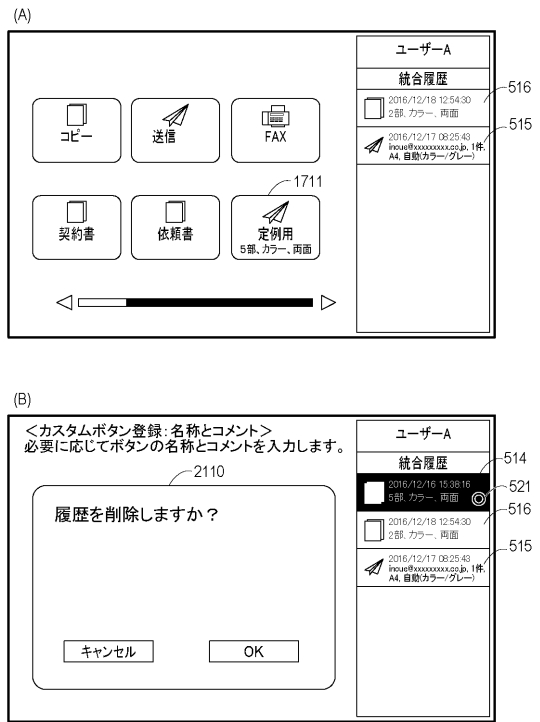 (A)
ユーザーA
統合履歴
2016/12/18 12:54:30
2部、カラー、両面
516
2016/12/17 08:25:43
inoue@xxxxxxxxx.co.jp, 1件,
A4, 自動(カラー/グレー)
515
コピー
送信
FAX
1711
契約書
依頼書
定例用
5部、カラー、両面
(B)
＜カスタムボタン登録:名称とコメント＞
必要に応じてボタンの名称とコメントを入力します。
2110
履歴を削除しますか？
キャンセル
OK
ユーザーA
統合履歴
514
2016/12/16 15:38:16
5部、カラー、両面
521
2016/12/18 12:54:30
2部、カラー、両面
516
2016/12/17 08:25:43
inoue@xxxxxxxxx.co.jp, 1件,
A4, 自動(カラー/グレー)
515